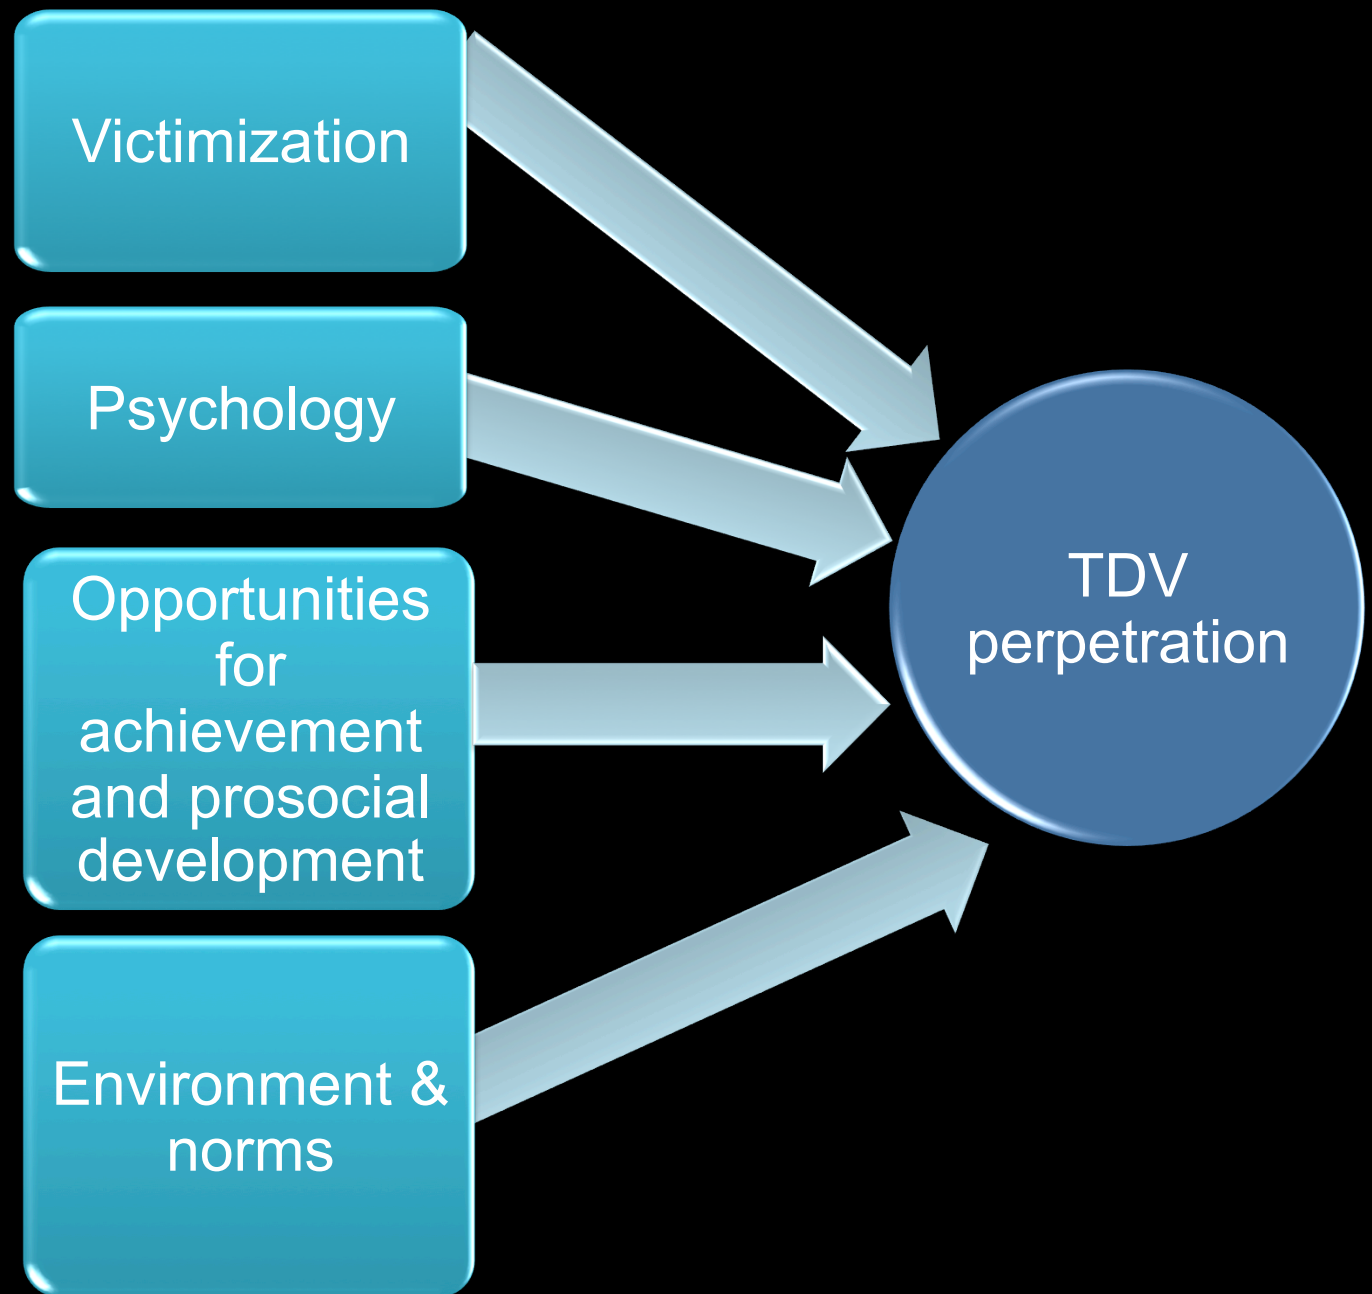 Victimization
Psychology
Opportunities
for
achievement
and prosocial
development
Environment &
norms
TDV
perpetration